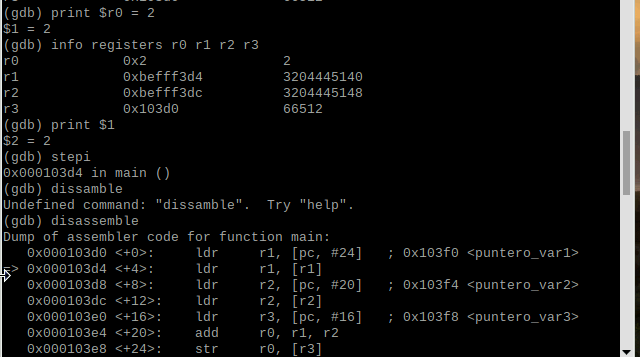 (gdb) print $r0 = 2
$1 = 2
(gdb) info registers r0 r1 r2 r3
r0             0x2                 2
r1             0xbefff3d4          3204445140
r2             0xbefff3dc          3204445148
r3             0x103d0             66512
(gdb) print $1
$2 = 2
(gdb) stepi
0x000103d4 in main ()
(gdb) dissamble
Undefined command: "dissamble".  Try "help".
(gdb) disassemble
Dump of assembler code for function main:
   0x000103d0 <+0>:     ldr     r1, [pc, #24]   ; 0x103f0 <puntero_var1>
=> 0x000103d4 <+4>:     ldr     r1, [r1]
   0x000103d8 <+8>:     ldr     r2, [pc, #20]   ; 0x103f4 <puntero_var2>
   0x000103dc <+12>:    ldr     r2, [r2]
   0x000103e0 <+16>:    ldr     r3, [pc, #16]   ; 0x103f8 <puntero_var3>
   0x000103e4 <+20>:    add     r0, r1, r2
   0x000103e8 <+24>:    str     r0, [r3]